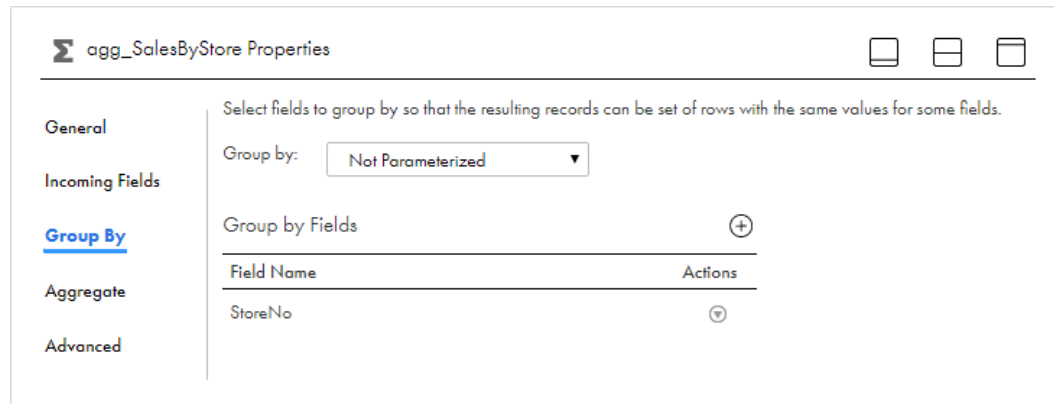 agg_SalesByStore Properties
General
Incoming Fields
Group By
Aggregate
Advanced
Select fields to group by so that the resulting records can be set of rows with the same values for some fields.
Group by: Not Parameterized
Group by Fields
Field Name Actions
StoreNo